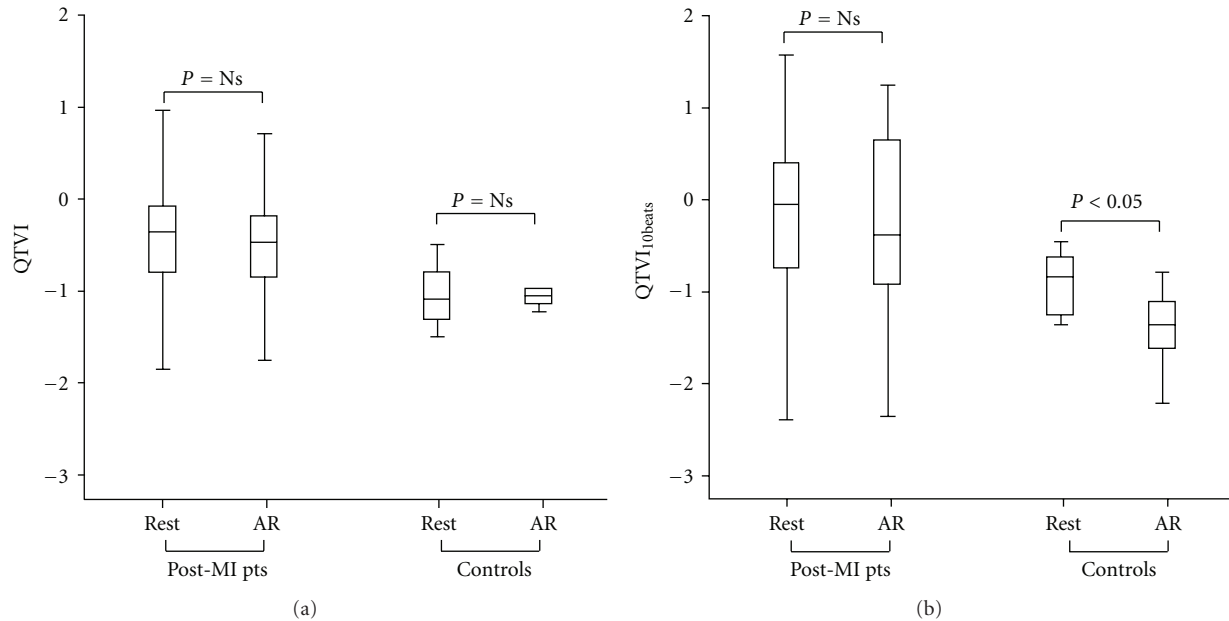 2
1
0
−1
−2
−3
QTVI
P = Ns
P = Ns
Rest
AR
Rest
AR
Post-MI pts
Controls
(a)
2
1
0
−1
−2
−3
QTVI10beats
P = Ns
P < 0.05
Rest
AR
Rest
AR
Post-MI pts
Controls
(b)